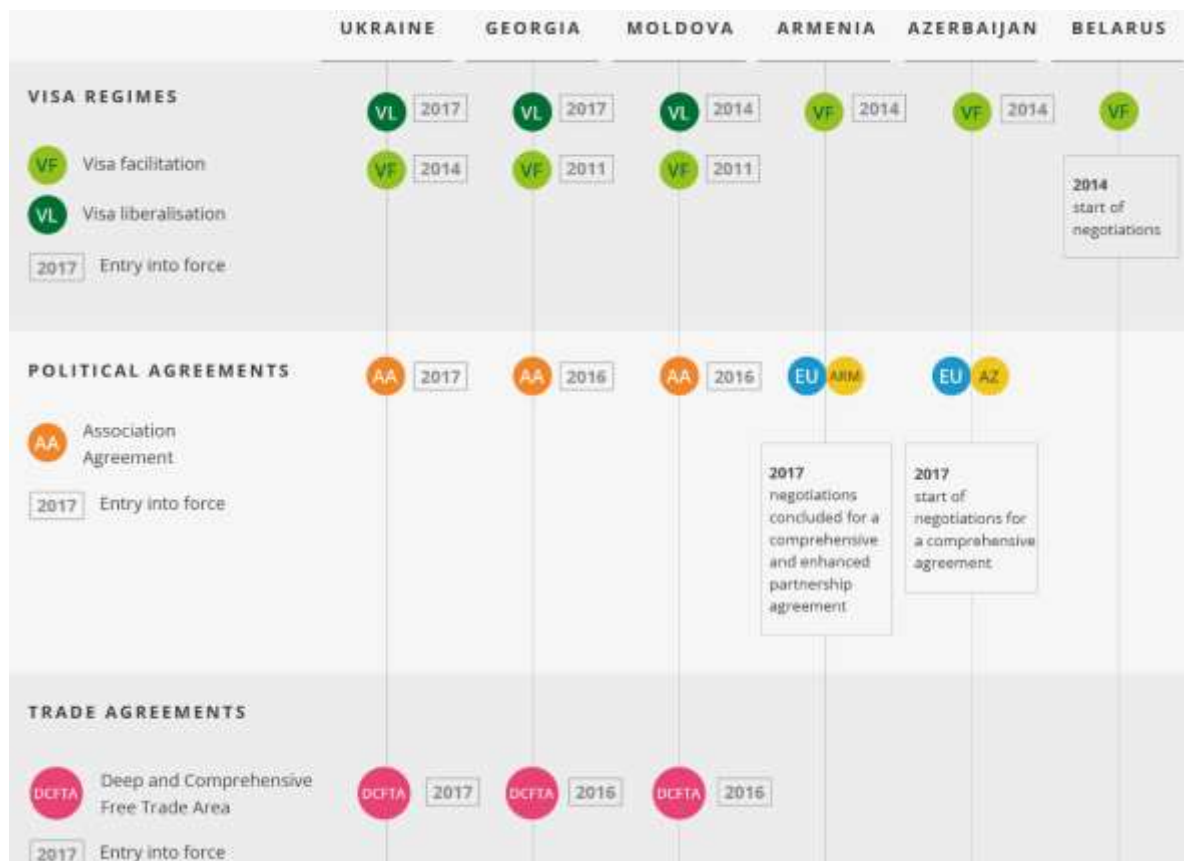 UKRAINE GEORGIA MOLDOVA ARMENIA AZERBAIJAN BELARUS
VISA REGIMES
VL 2017 VL 2017 VL 2014 VF 2014 VF 2014 VF
VF Visa facilitation
VF 2014 VF 2011 VF 2011
VL Visa liberalisation
2017 Entry into force
2014
start of
negotiations
POLITICAL AGREEMENTS
AA 2017 AA 2016 AA 2016 EU ARM EU AZ
AA Association
Agreement
2017 Entry into force
2017
negotiations
concluded for a
comprehensive
and enhanced
partnership
agreement
2017
start of
negotiations for
a comprehensive
agreement
TRADE AGREEMENTS
DCFTA Deep and Comprehensive
Free Trade Area
DCFTA 2017 DCFTA 2016 DCFTA 2016
2017 Entry into force